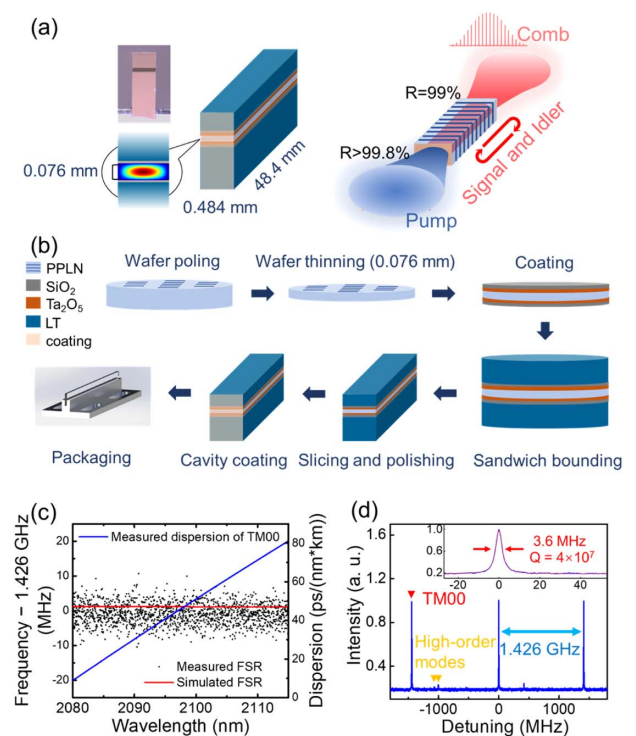 (a)
Comb
R=99%
R>99.8%
Signal and Idler
0.076 mm
48.4 mm
0.484 mm
Pump
(b)
PPLN
SiO₂
Ta₂O₅
LT
coating
Wafer poling
Wafer thinning (0.076 mm)
Coating
Packaging
Cavity coating
Slicing and polishing
Sandwich bounding
(c)
Frequency − 1.426 GHz
(MHz)
20
10
0
-10
-20
Measured dispersion of TM00
Measured FSR
Simulated FSR
80
60
40
20
0
Dispersion (ps/(nm*km))
2080
2090
2100
2110
Wavelength (nm)
(d)
Intensity (a. u.)
1.6
1.2
0.8
0.4
1.0
0.6
0.2
3.6 MHz
Q = 4×10⁷
-20
0
20
40
TM00
High-order
modes
1.426 GHz
-1000
0
1000
Detuning (MHz)